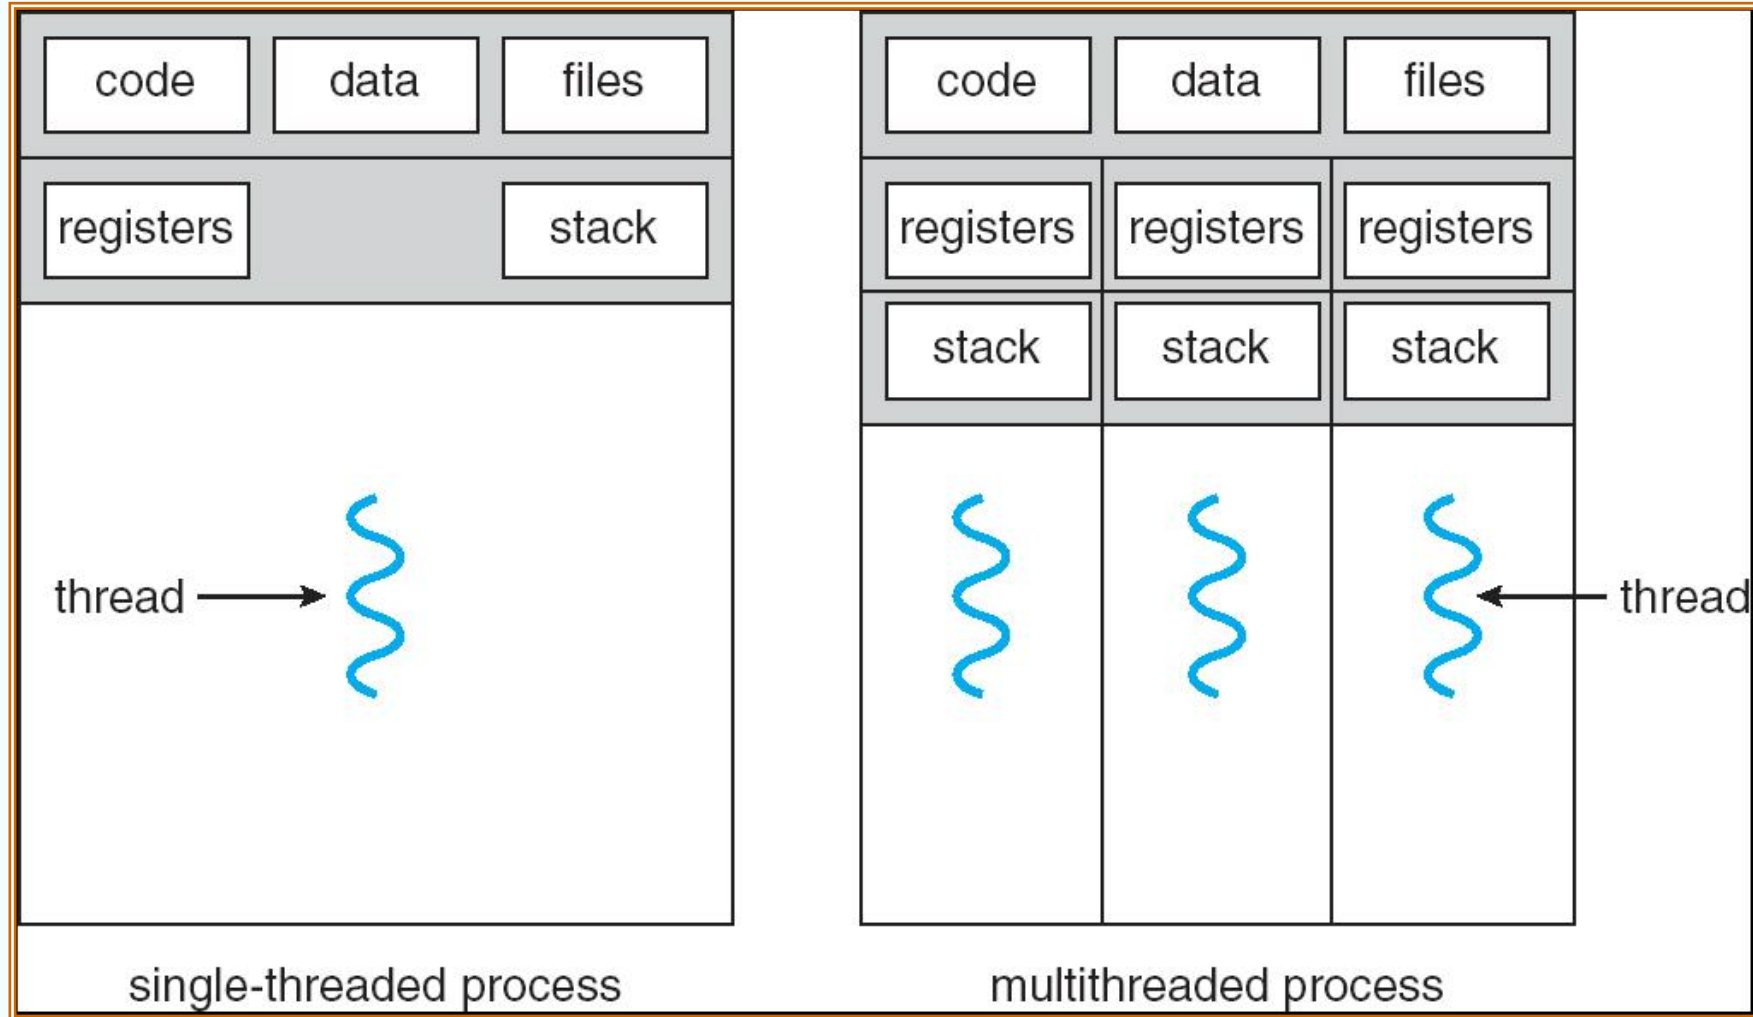 code data files
registers stack
thread
single-threaded process
code data files
registers registers registers
stack stack stack
thread
multithreaded process